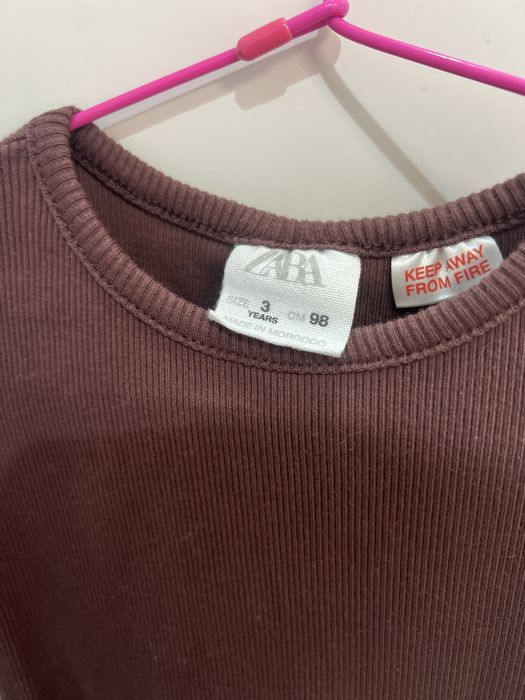 ZARA
SIZE 3 YEARS CM 98
MADE IN MOROCCO
KEEP AWAY
FROM FIRE